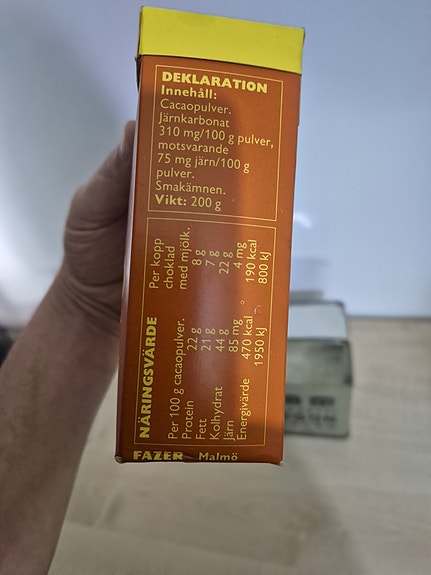 DEKLARATION
Innehåll:
Cacaopulver.
Järnkarbonat
310 mg/100 g pulver,
motsvarande
75 mg järn/100 g
pulver.
Smakämnen.
Vikt: 200 g
NÄRINGSVÄRDE
Per kopp
choklad
Per 100 g cacaopulver. med mjölk.
Protein 22 g 8 g
Fett 21 g 7 g
Kolhydrat 44 g 22 g
Järn 85 mg 4 mg
Energivärde 470 kcal 190 kcal
1950 kJ 800 kJ
FAZER Malmö